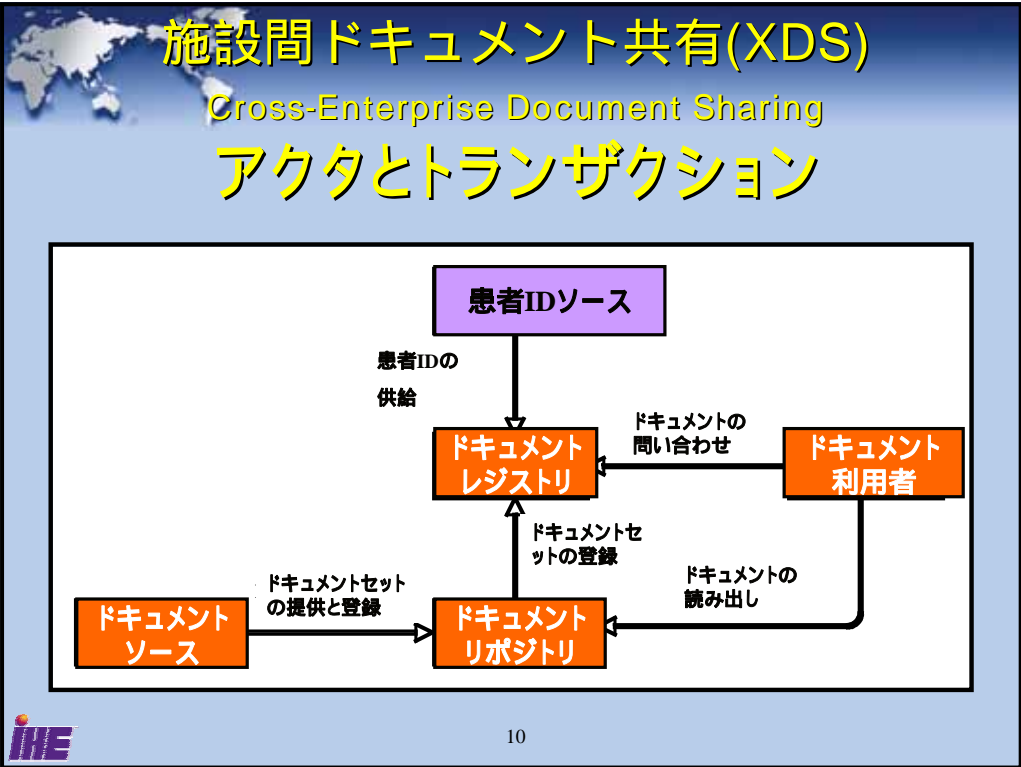 施設間ドキュメント共有(XDS)
Cross-Enterprise Document Sharing
アクタとトランザクション
患者IDソース
患者IDの
供給
ドキュメントの
問い合わせ
ドキュメント
レジストリ
ドキュメント
利用者
ドキュメントセ
ットの登録
ドキュメントの
読み出し
ドキュメントセット
の提供と登録
ドキュメント
ソース
ドキュメント
リポジトリ
IHE
10